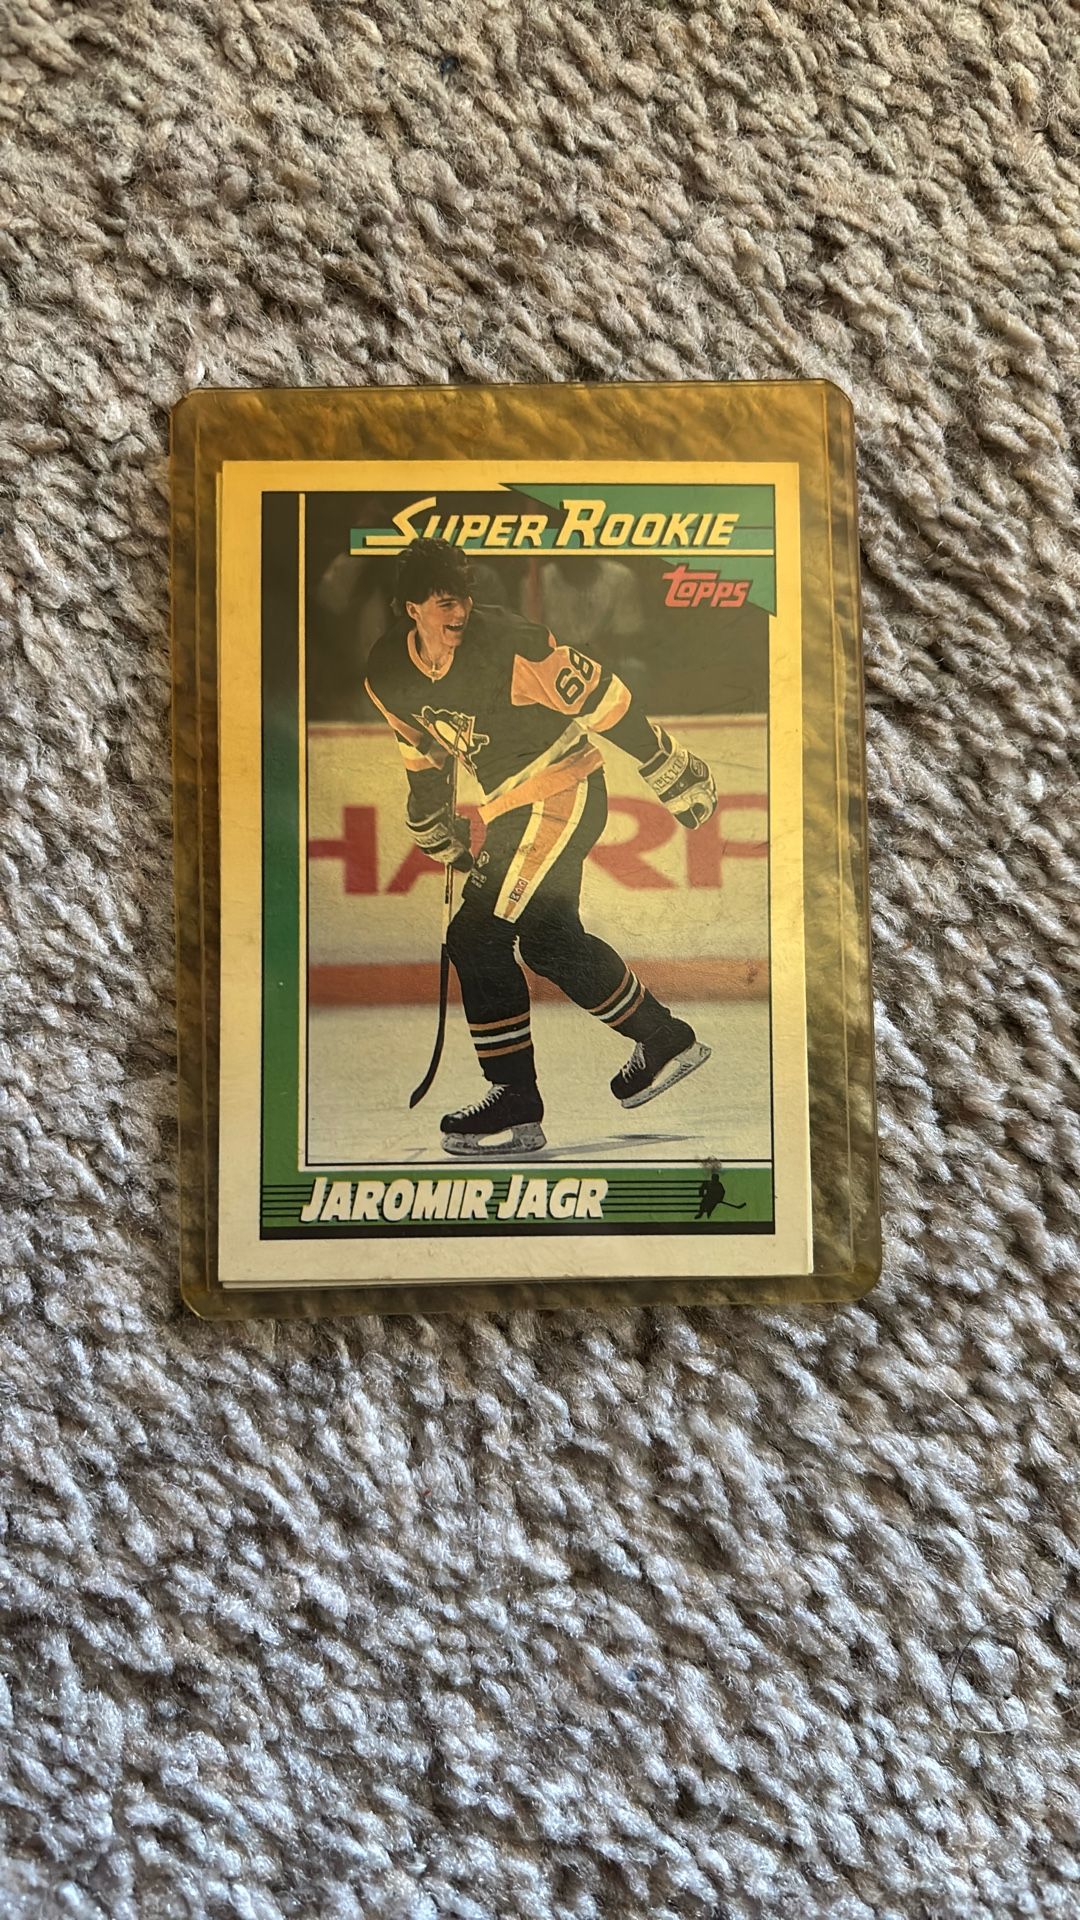 SUPER ROOKIE
TOPPS
68
HARP
JAROMIR JAGR